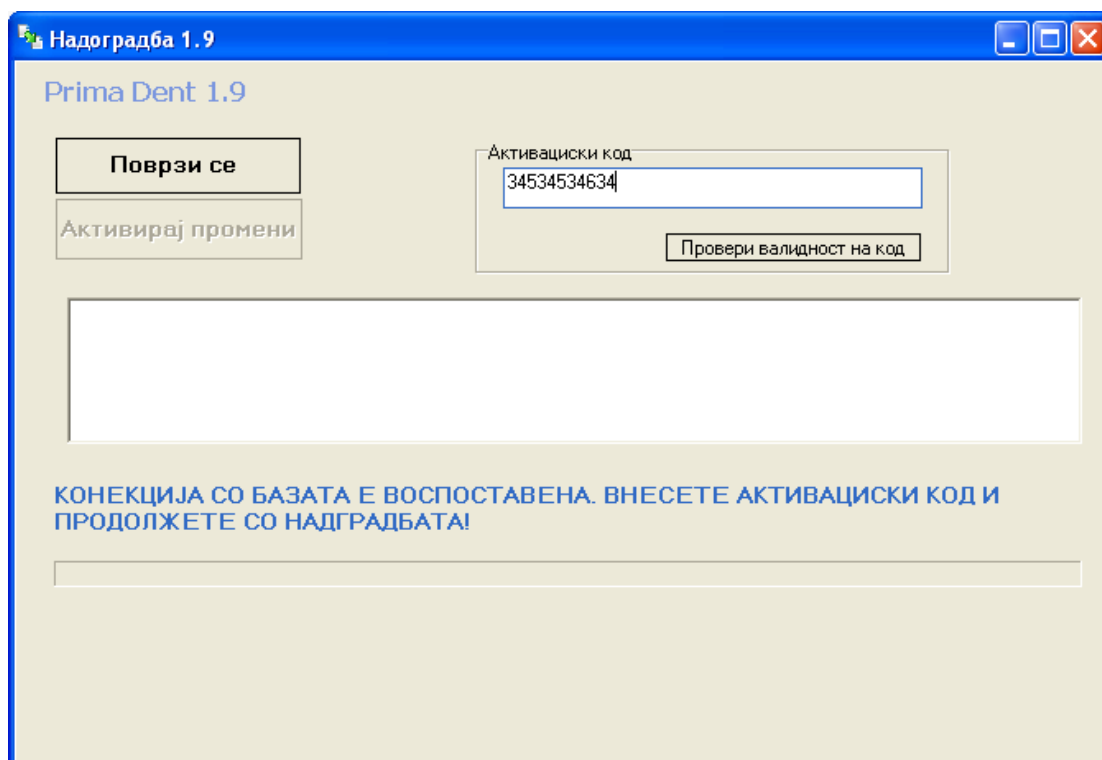 Надоградба 1.9
Prima Dent 1.9
Поврзи се
Активациски код
34534534634
Активирај промени
Провери валидност на код
КОНЕКЦИЈА СО БАЗАТА Е ВОСПОСТАВЕНА. ВНЕСЕТЕ АКТИВАЦИСКИ КОД И
ПРОДОЛЖЕТЕ СО НАДГРАДБАТА!